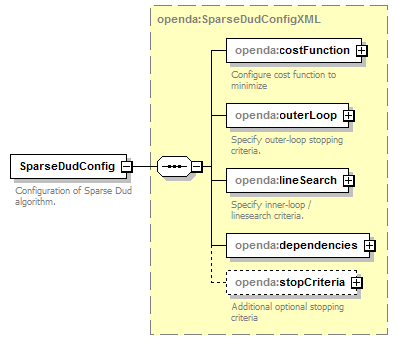 openda:SparseDudConfigXML
openda:costFunction
Configure cost function to
minimize
openda:outerLoop
Specify outer-loop stopping
criteria.
SparseDudConfig
Configuration of Sparse Dud
algorithm.
openda:lineSearch
Specify inner-loop /
linesearch criteria.
openda:dependencies
openda:stopCriteria
Additional optional stopping
criteria